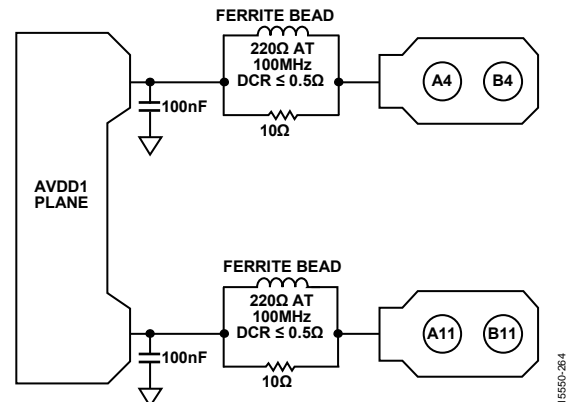 FERRITE BEAD
220Ω AT
100MHz
DCR ≤ 0.5Ω
10Ω
100nF
A4
B4
AVDD1
PLANE
FERRITE BEAD
220Ω AT
100MHz
DCR ≤ 0.5Ω
10Ω
100nF
A11
B11
15550-264